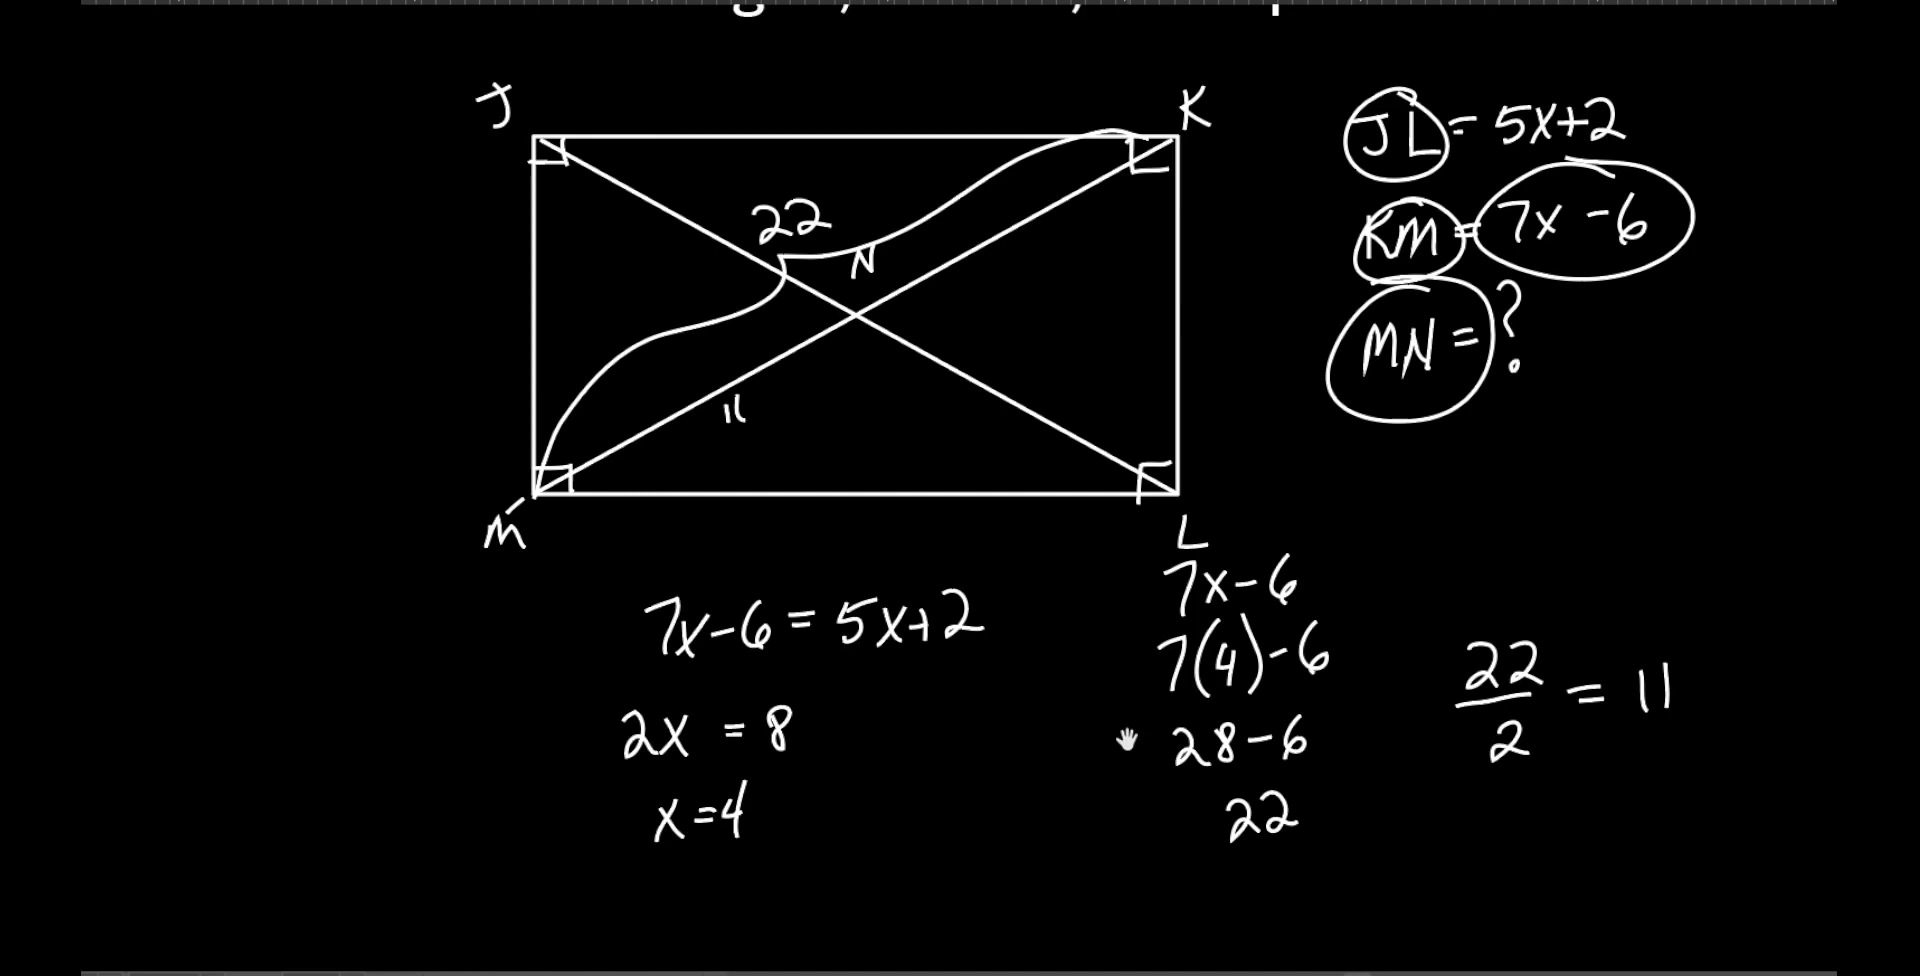 J
K
JL = 5x+2
22
KM = 7x-6
N
MN = ?
11
M
L
7x-6 = 5x+2
7x-6
7(4)-6
22/2 = 11
2x = 8
28-6
x=4
22